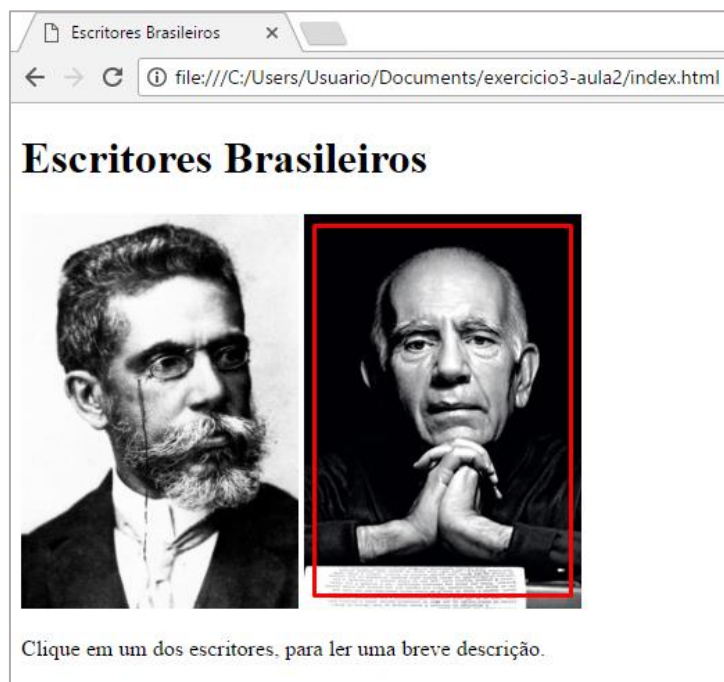 Escritores Brasileiros
file:///C:/Users/Usuario/Documents/exercicio3-aula2/index.html
Escritores Brasileiros
Clique em um dos escritores, para ler uma breve descrição.